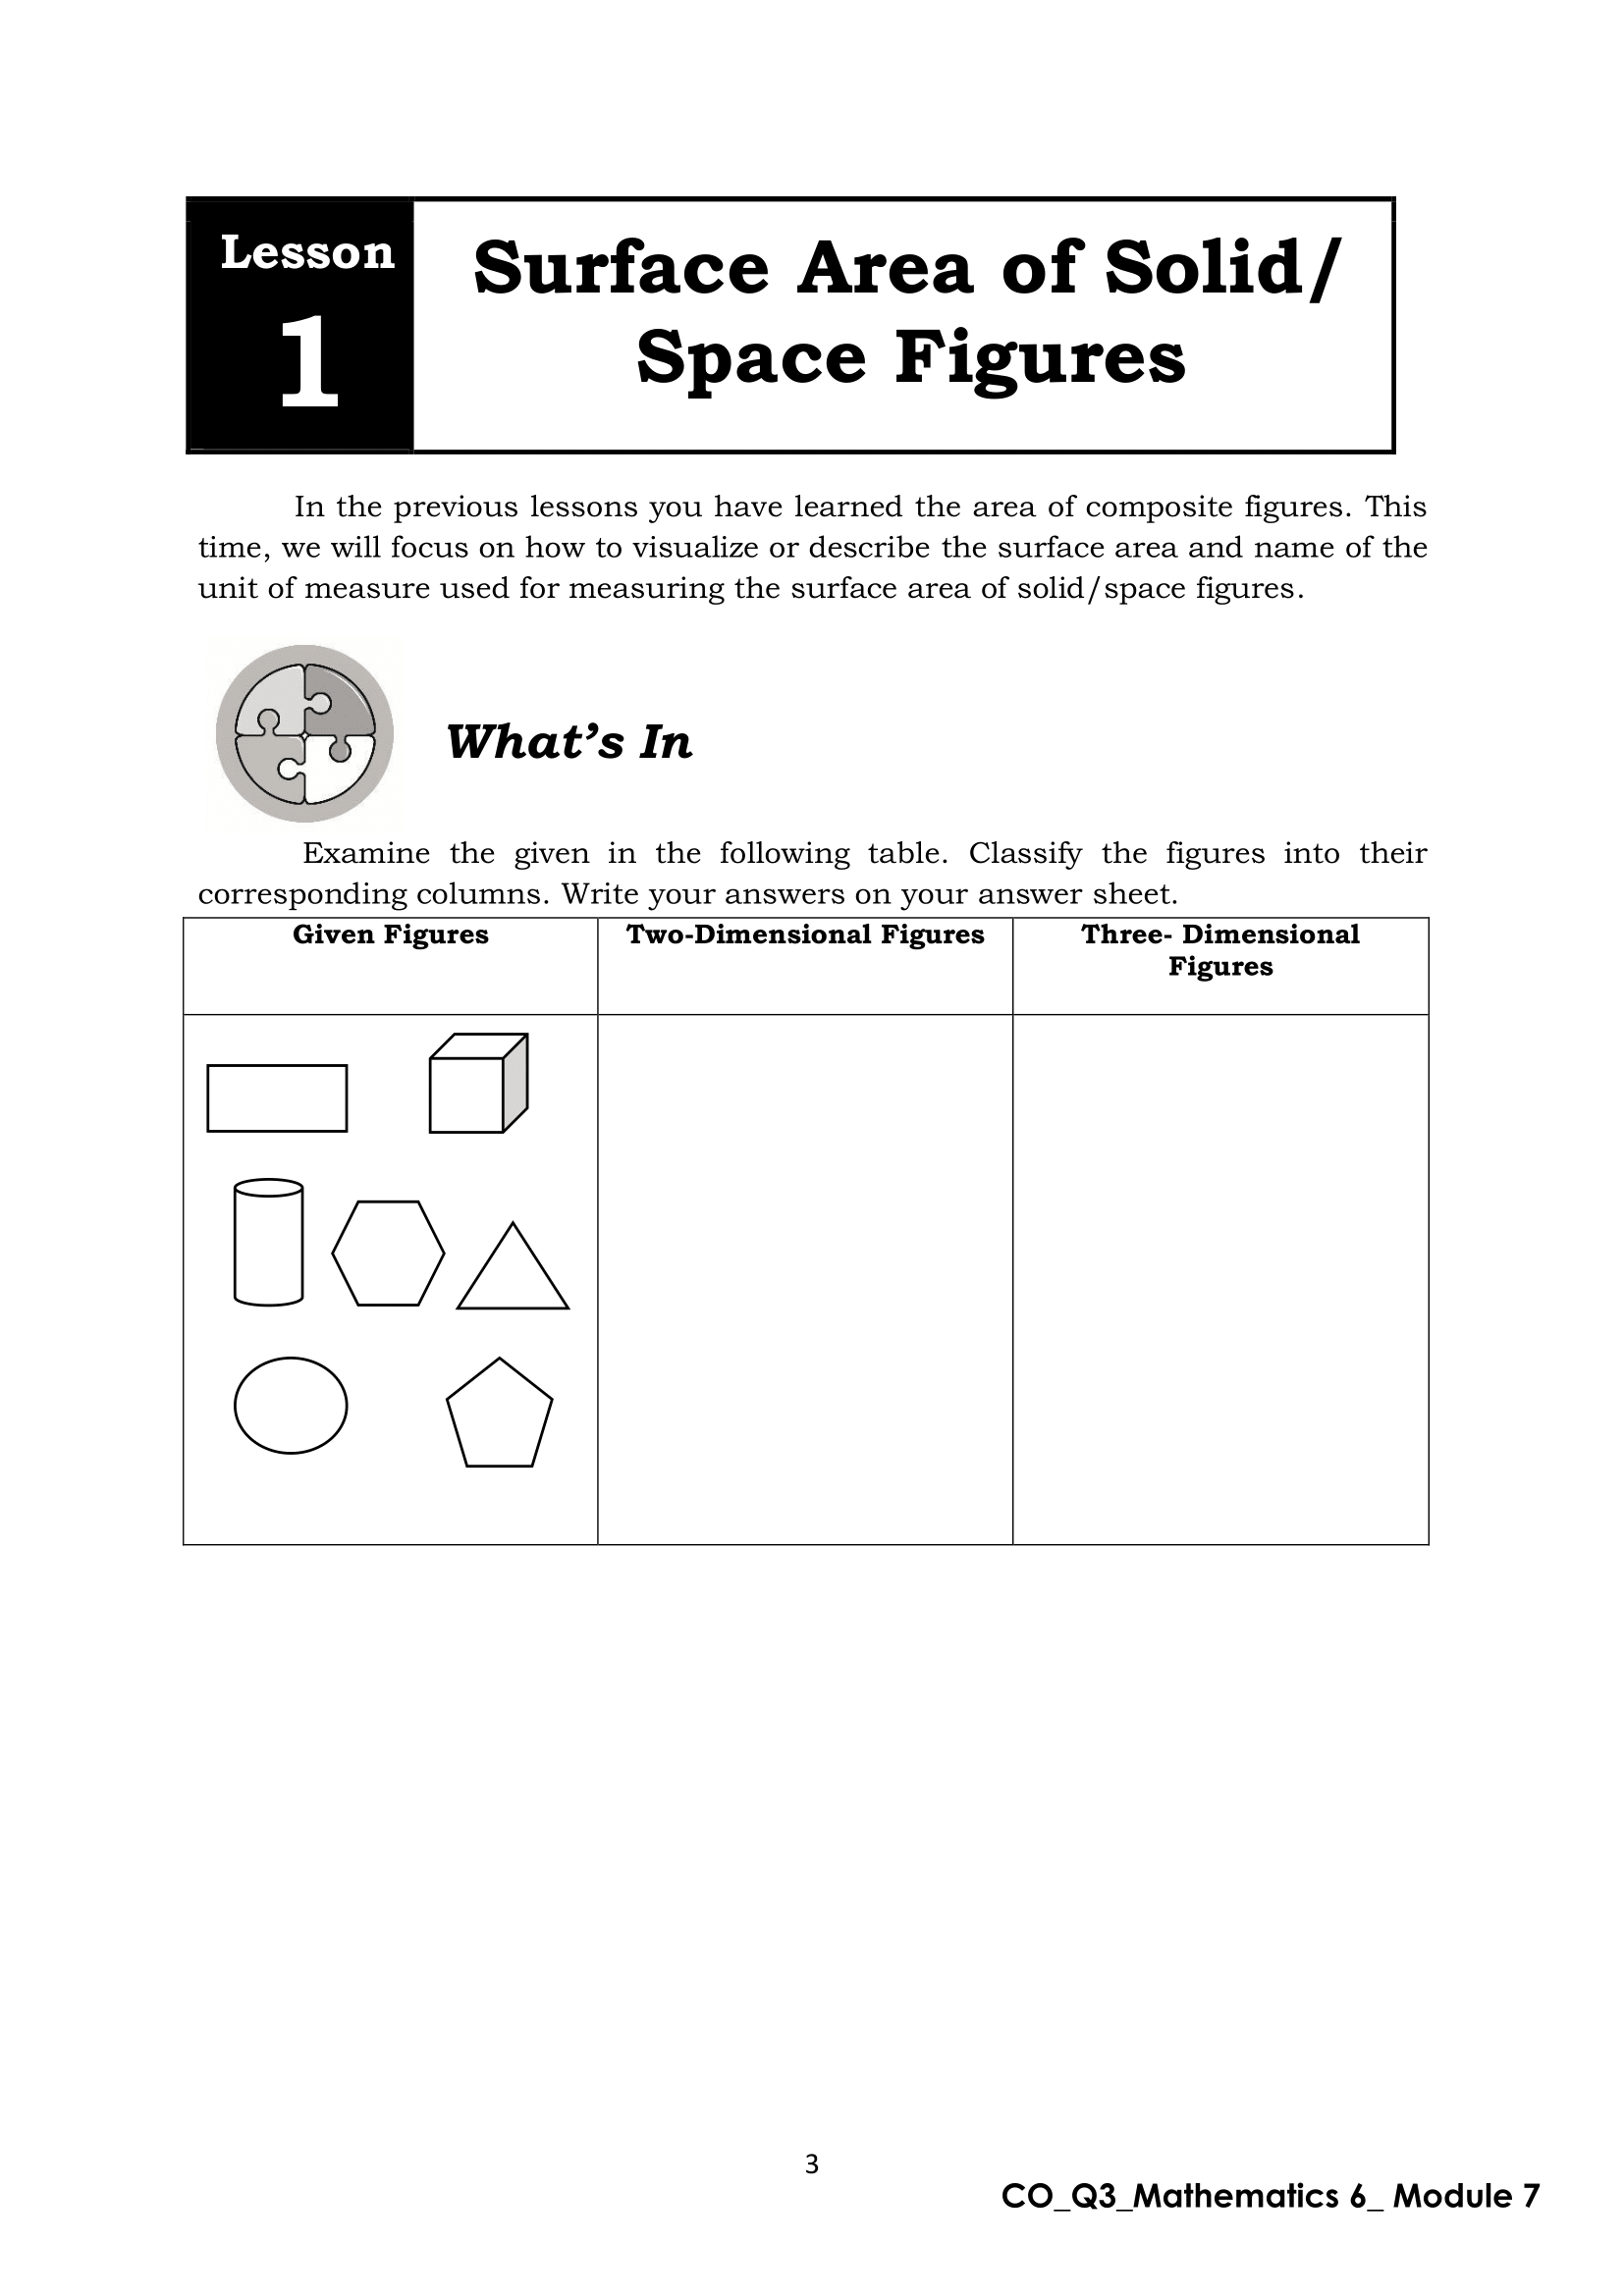 Lesson
1
Surface Area of Solid/
Space Figures
In the previous lessons you have learned the area of composite figures. This
time, we will focus on how to visualize or describe the surface area and name of the
unit of measure used for measuring the surface area of solid/space figures.
What’s In
Examine the given in the following table. Classify the figures into their
corresponding columns. Write your answers on your answer sheet.
Given Figures
Two-Dimensional Figures
Three- Dimensional
Figures
3
CO_Q3_Mathematics 6_ Module 7